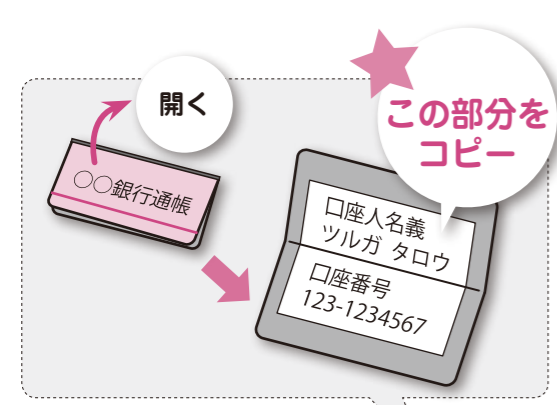 開く
この部分を
コピー
○○銀行通帳
口座人名義
ツルガ タロウ
口座番号
123-1234567